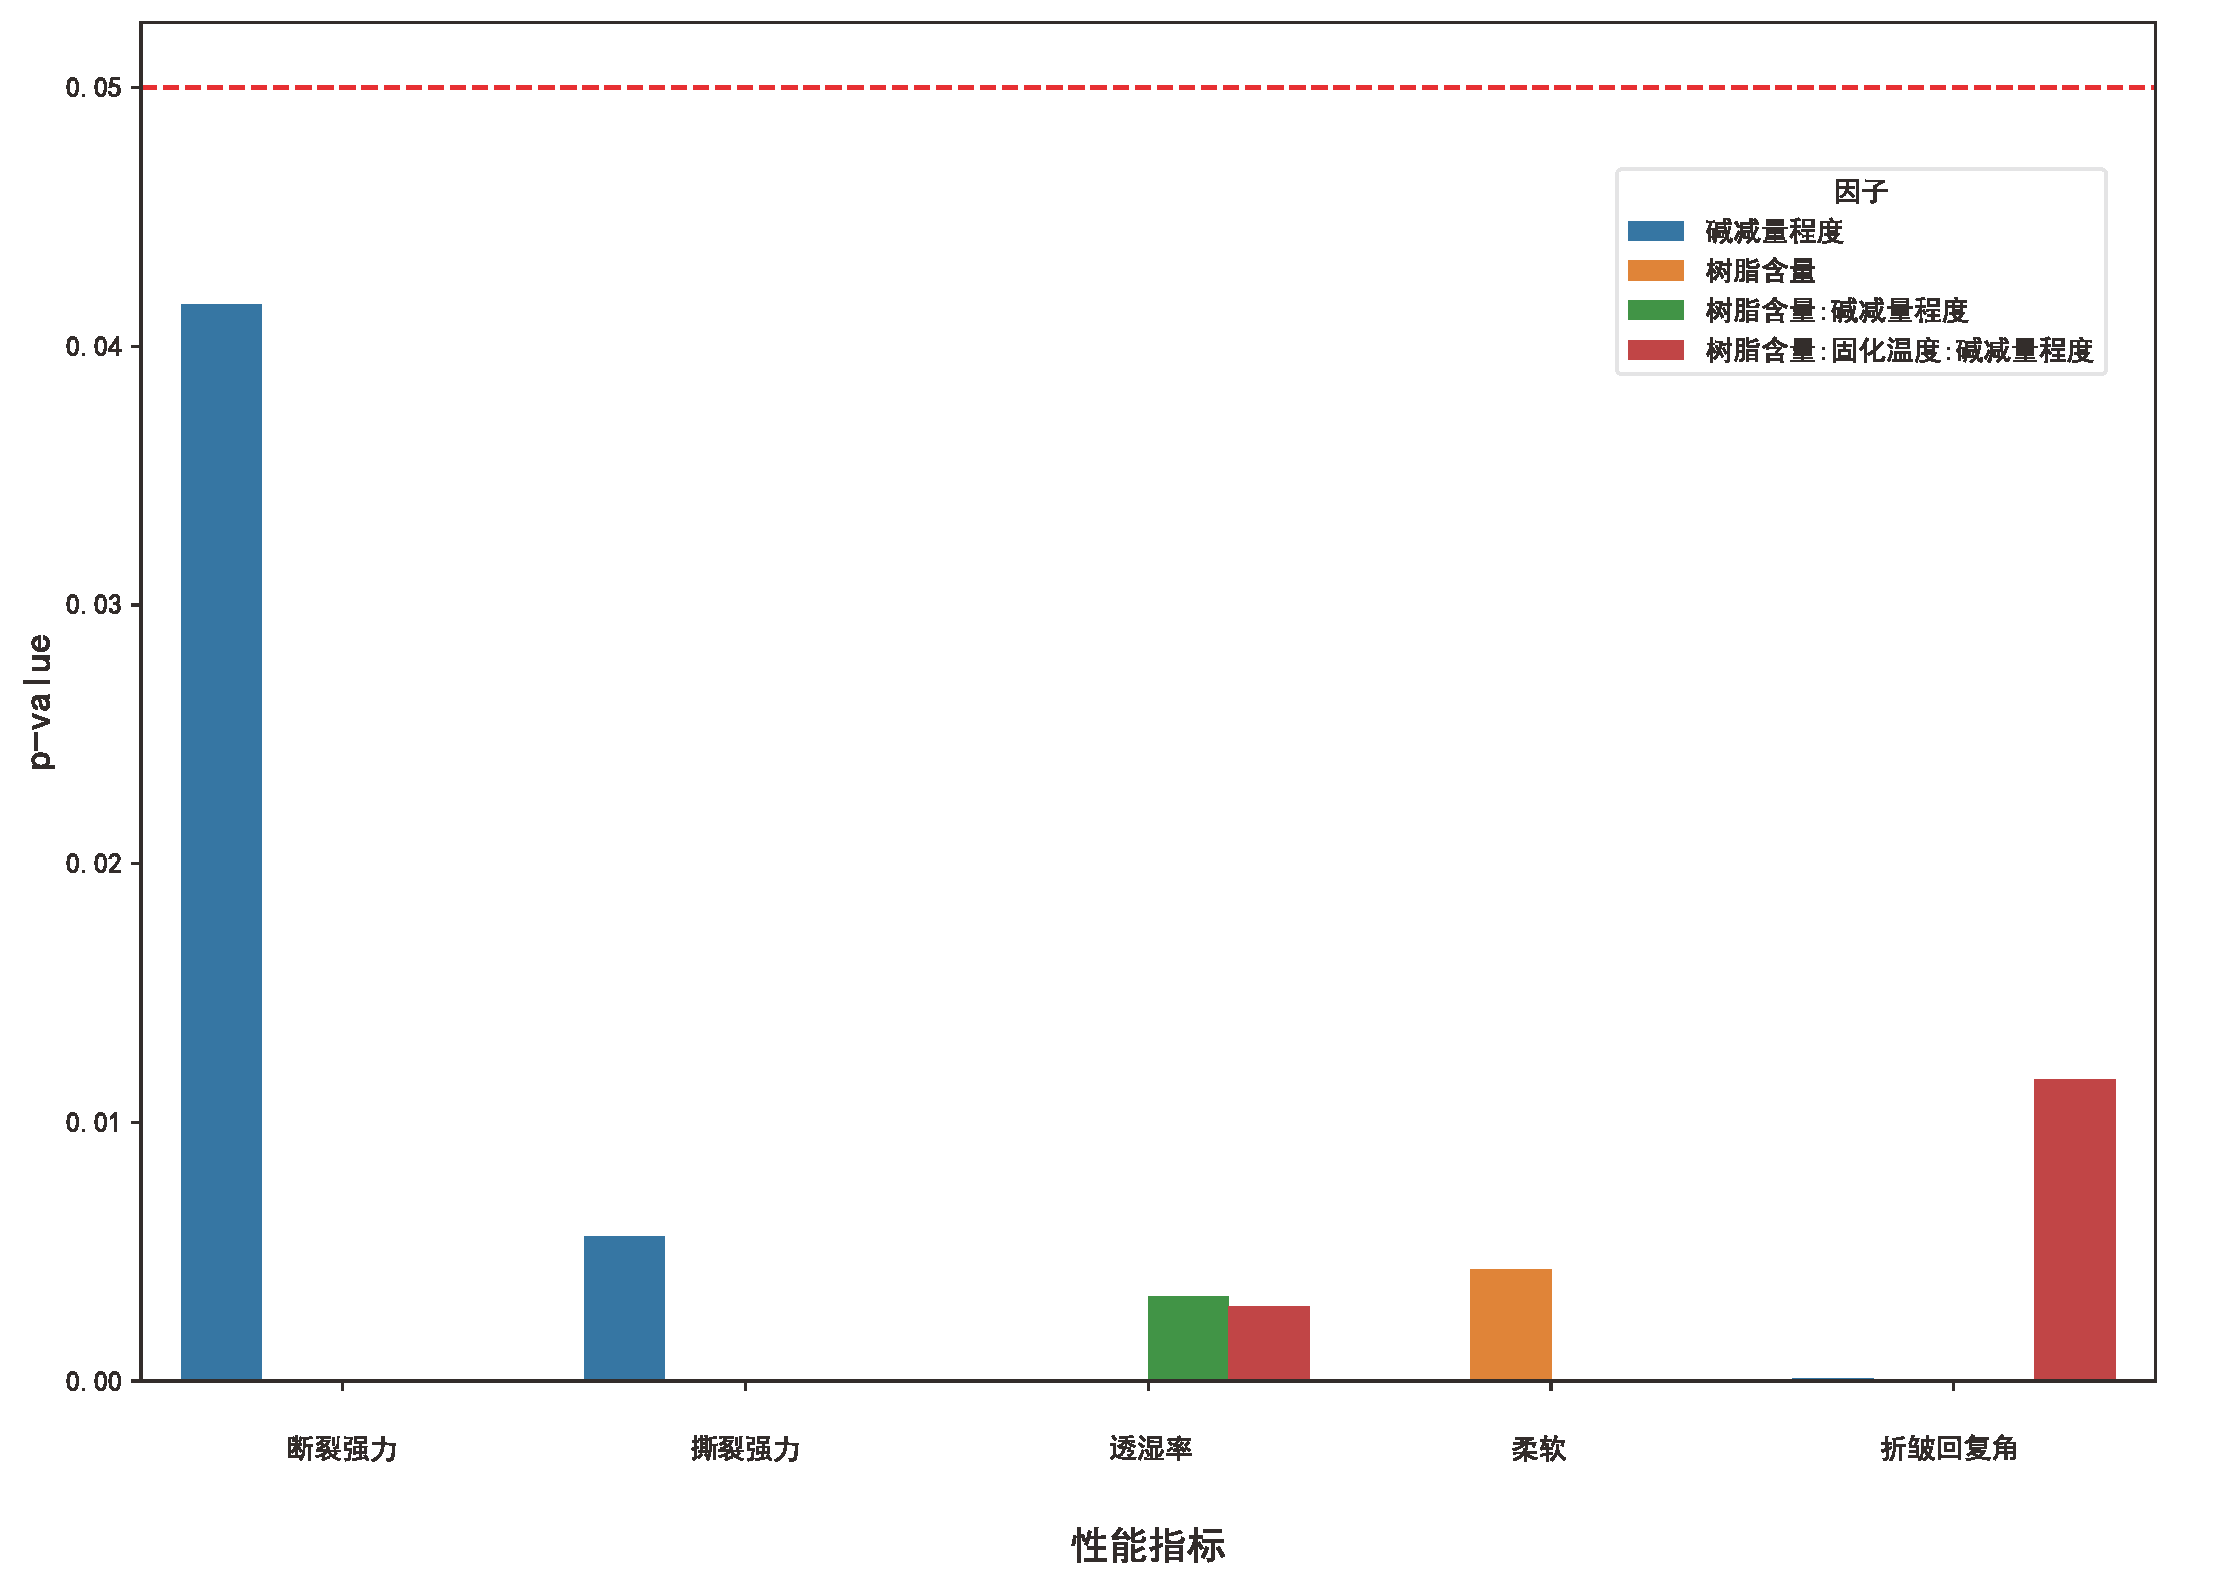 0.05
0.04
0.03
0.02
0.01
0.00
p-value
因子
碱减量程度
树脂含量
树脂含量:碱减量程度
树脂含量:固化温度:碱减量程度
断裂强力
撕裂强力
透湿率
柔软
折皱回复角
性能指标